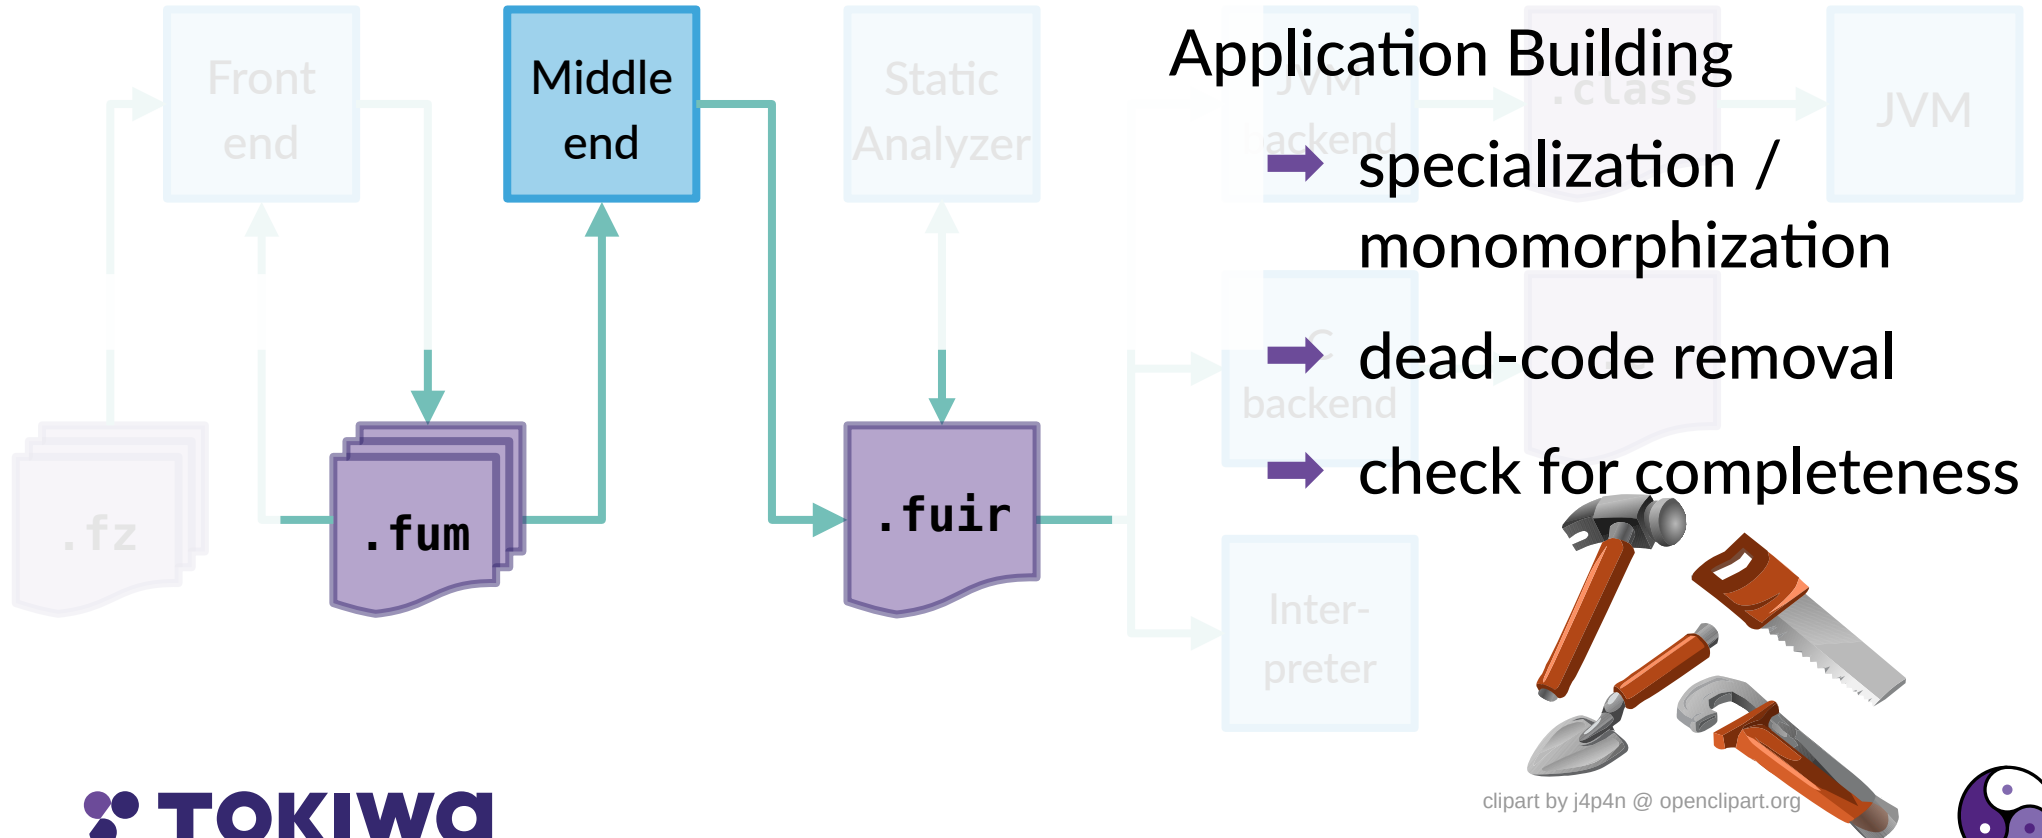 Front
end
Middle
end
Static
Analyzer
Application Building
JVM
backend
.class
JVM
specialization /
monomorphization
C
backend
dead-code removal
check for completeness
.fz
.fum
.fuir
Inter-
preter
clipart by j4p4n @ openclipart.org
TOKIWA